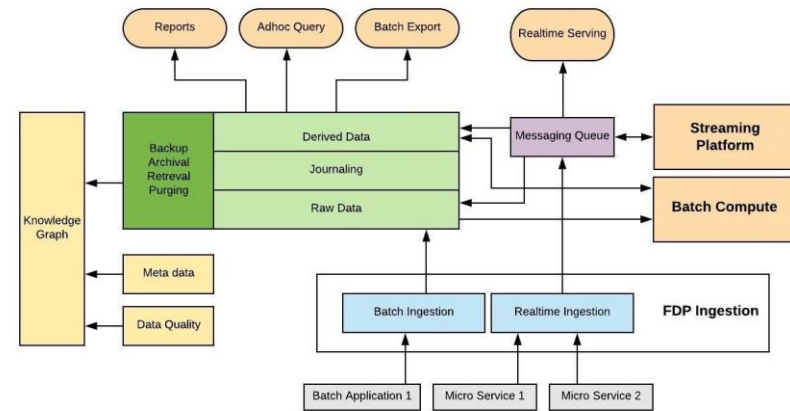 Reports
Adhoc Query
Batch Export
Realtime Serving
Knowledge
Graph
Backup
Archival
Retreval
Purging
Derived Data
Journaling
Raw Data
Messaging Queue
Streaming
Platform
Batch Compute
Meta data
Data Quality
Batch Ingestion
Realtime Ingestion
FDP Ingestion
Batch Application 1
Micro Service 1
Micro Service 2